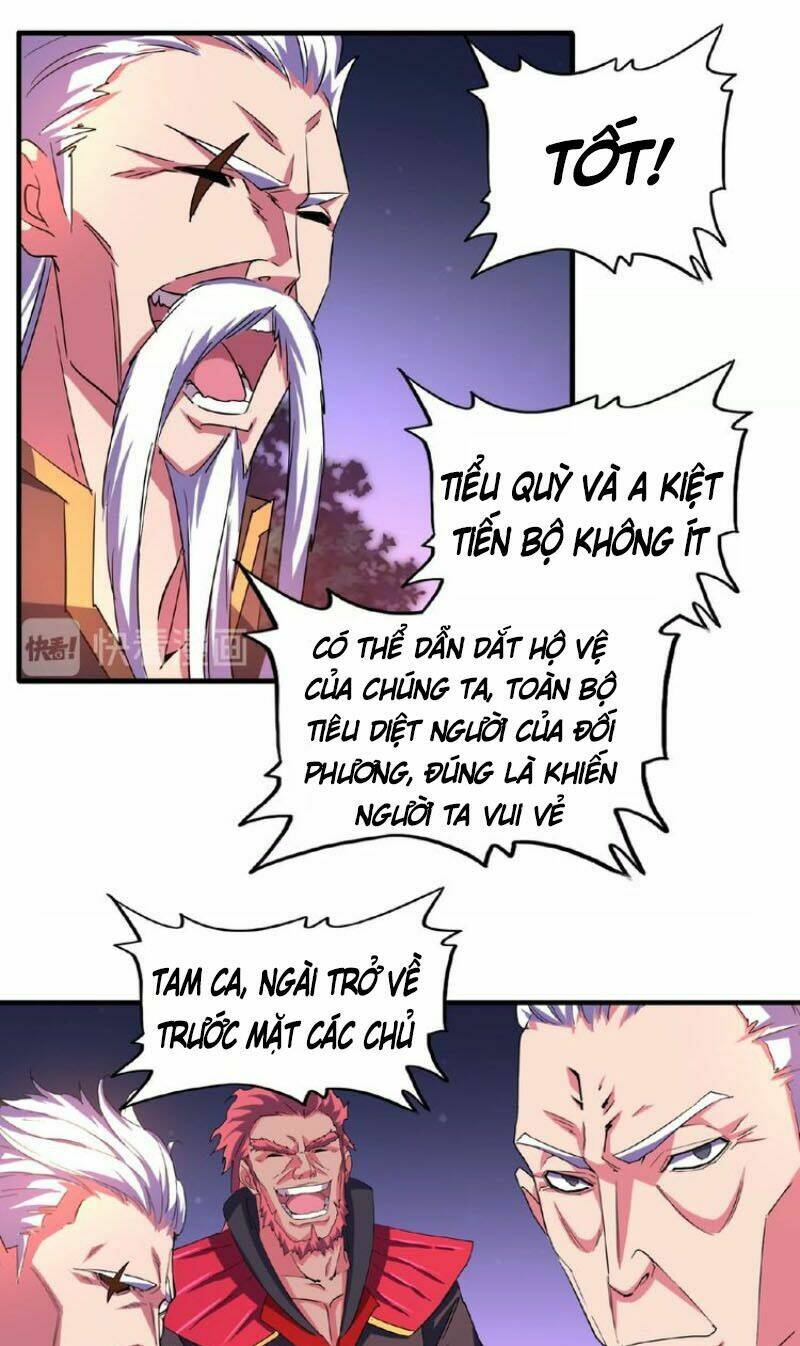 TỐT!
TIỂU QUỲ VÀ A KIỆT
TIẾN BỘ KHÔNG ÍT
CÓ THỂ DẪN DẮT HỘ VỆ
CỦA CHÚNG TA, TOÀN BỘ
TIÊU DIỆT NGƯỜI CỦA ĐỐI
PHƯƠNG, ĐÚNG LÀ KHIẾN
NGƯỜI TA VUI VẺ
快看! 快看漫画
TAM CA, NGÀI TRỞ VỀ
TRƯỚC MẶT CÁC CHỦ